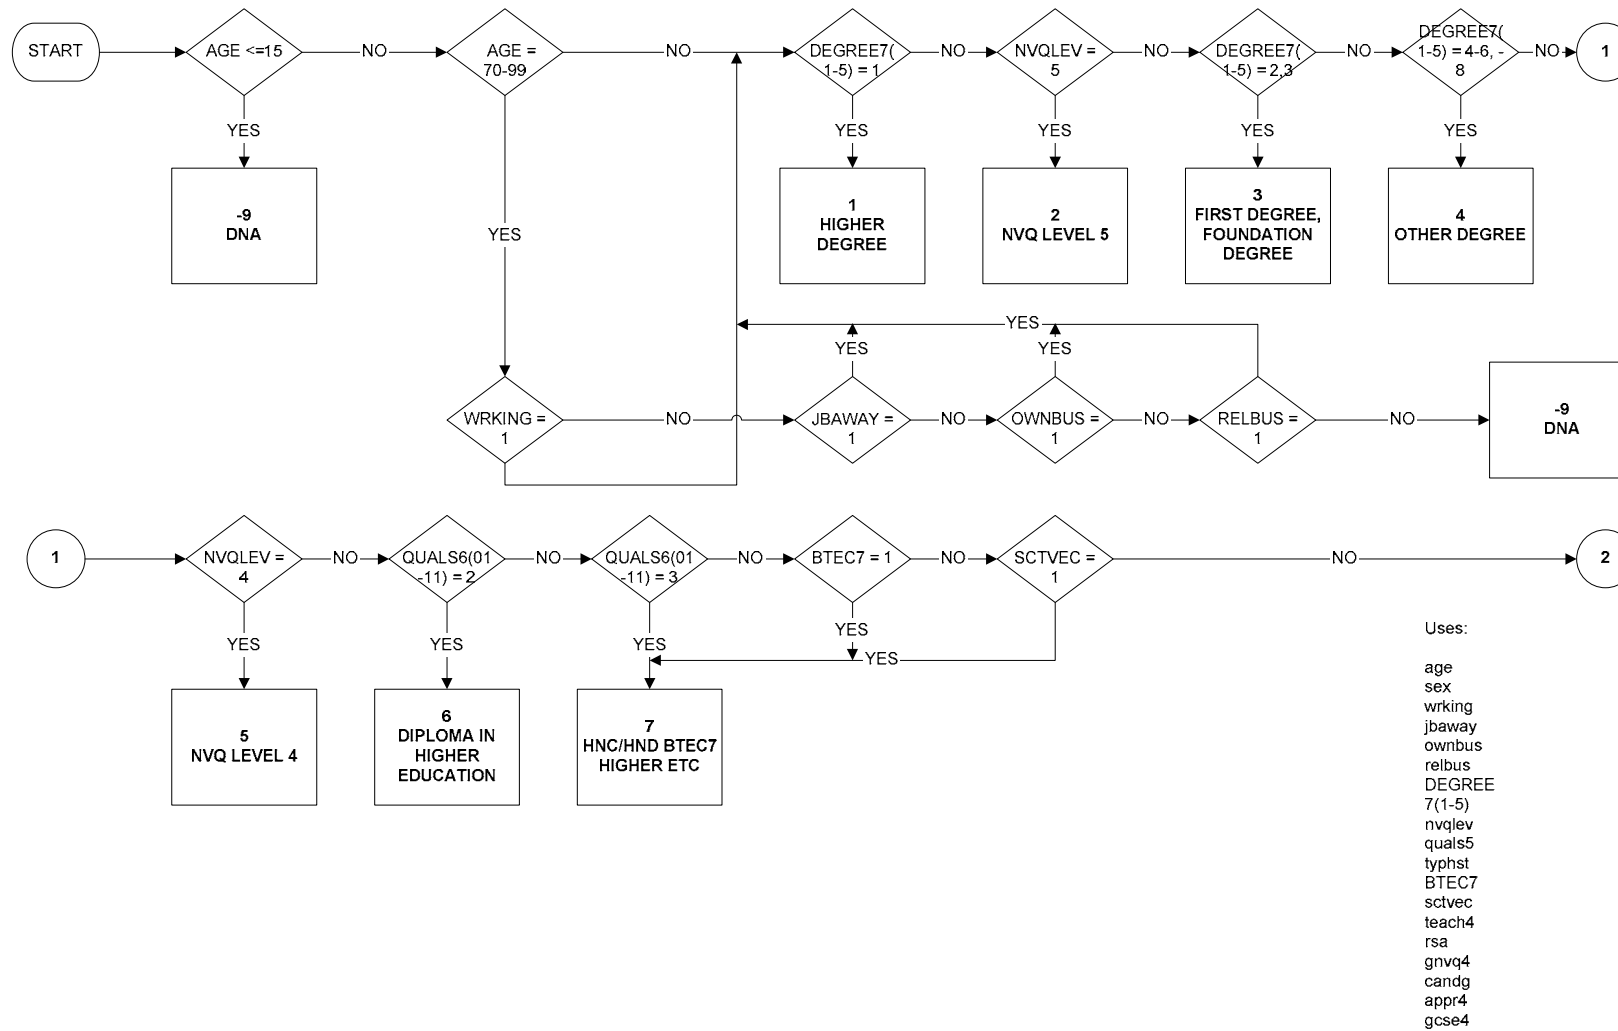 START
AGE <=15
NO
AGE =
70-99
NO
DEGREE7(
1-5) = 1
NO
NVQLEV =
5
NO
DEGREE7(
1-5) = 2,3
NO
DEGREE7(
1-5) = 4-6, -
8
NO
1
YES
YES
YES
YES
YES
-9
DNA
YES
1
HIGHER
DEGREE
2
NVQ LEVEL 5
3
FIRST DEGREE,
FOUNDATION
DEGREE
4
OTHER DEGREE
YES
YES
YES
WRKING =
1
NO
JBAWAY =
1
NO
OWNBUS =
1
NO
RELBUS =
1
NO
-9
DNA
1
NVQLEV =
4
NO
QUALS6(01
-11) = 2
NO
QUALS6(01
-11) = 3
NO
BTEC7 = 1
NO
SCTVEC =
1
NO
2
YES
YES
YES
YES
YES
5
NVQ LEVEL 4
6
DIPLOMA IN
HIGHER
EDUCATION
7
HNC/HND BTEC7
HIGHER ETC
Uses:
age
sex
wrking
jbaway
ownbus
relbus
DEGREE
7(1-5)
nvqlev
quals5
typhst
BTEC7
sctvec
teach4
rsa
gnvq4
candg
appr4
gcse4